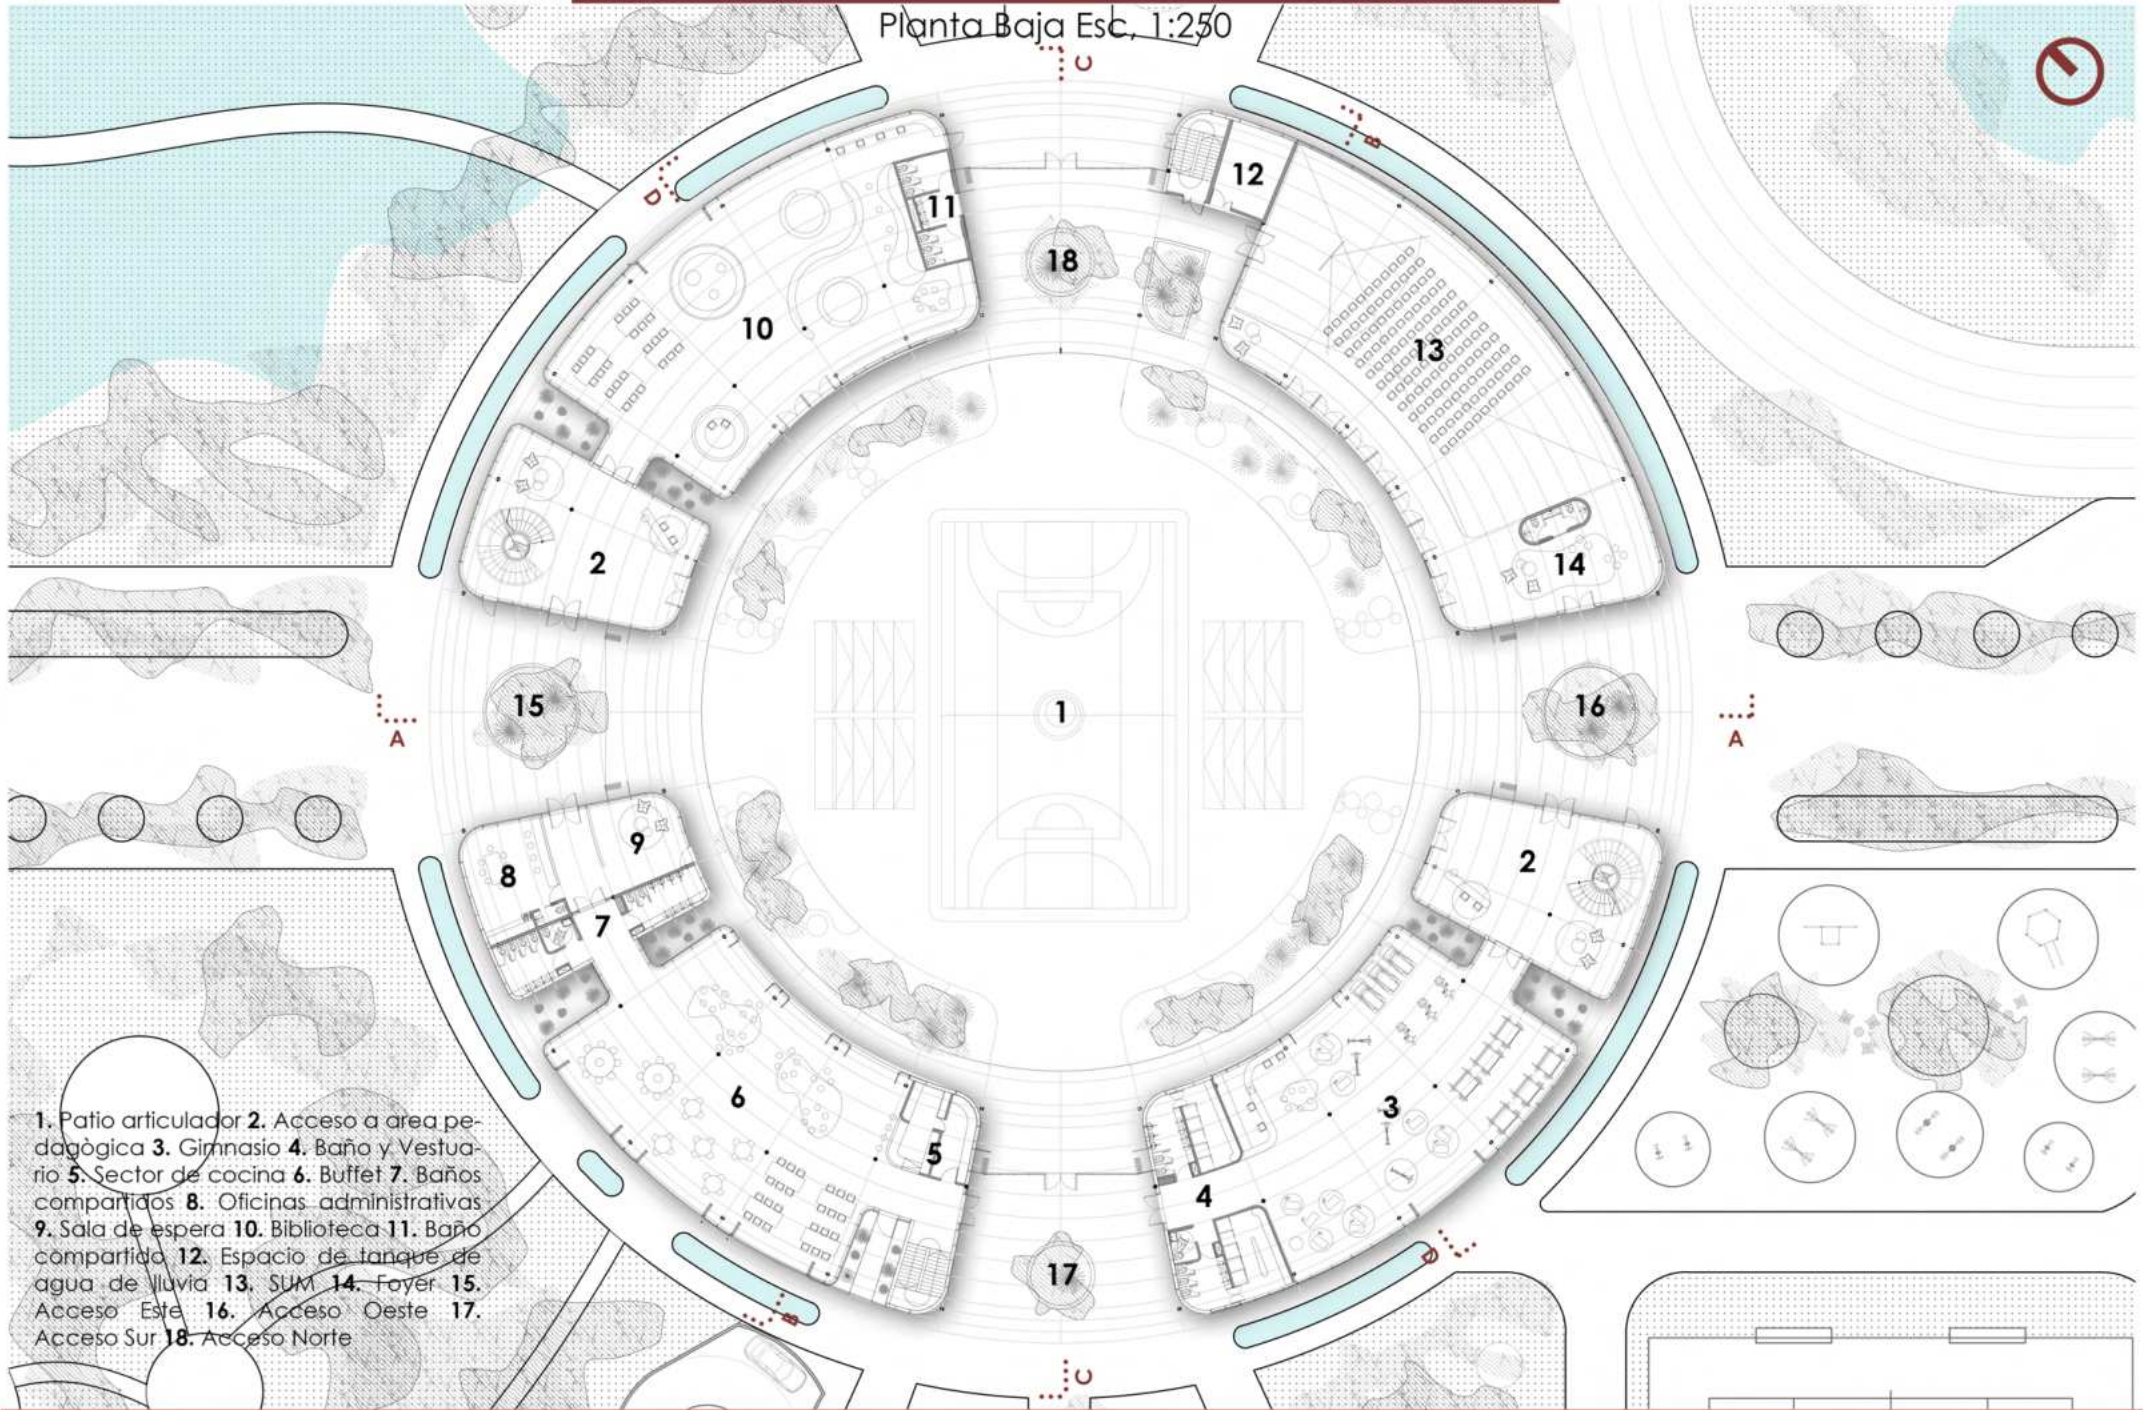 Planta Baja Esc, 1:250
C
B
D
12
11
18
10
13
2
14
15
1
16
A
A
9
2
8
7
6
3
5
4
17
D
B
C
1. Patio articulador 2. Acceso a area pe-
dagògica 3. Gimnasio 4. Baño y Vestua-
rio 5. Sector de cocina 6. Buffet 7. Baños
compartidos 8. Oficinas administrativas
9. Sala de espera 10. Biblioteca 11. Baño
compartido 12. Espacio de tanque de
agua de lluvia 13. SUM 14. Foyer 15.
Acceso Este 16. Acceso Oeste 17.
Acceso Sur 18. Acceso Norte